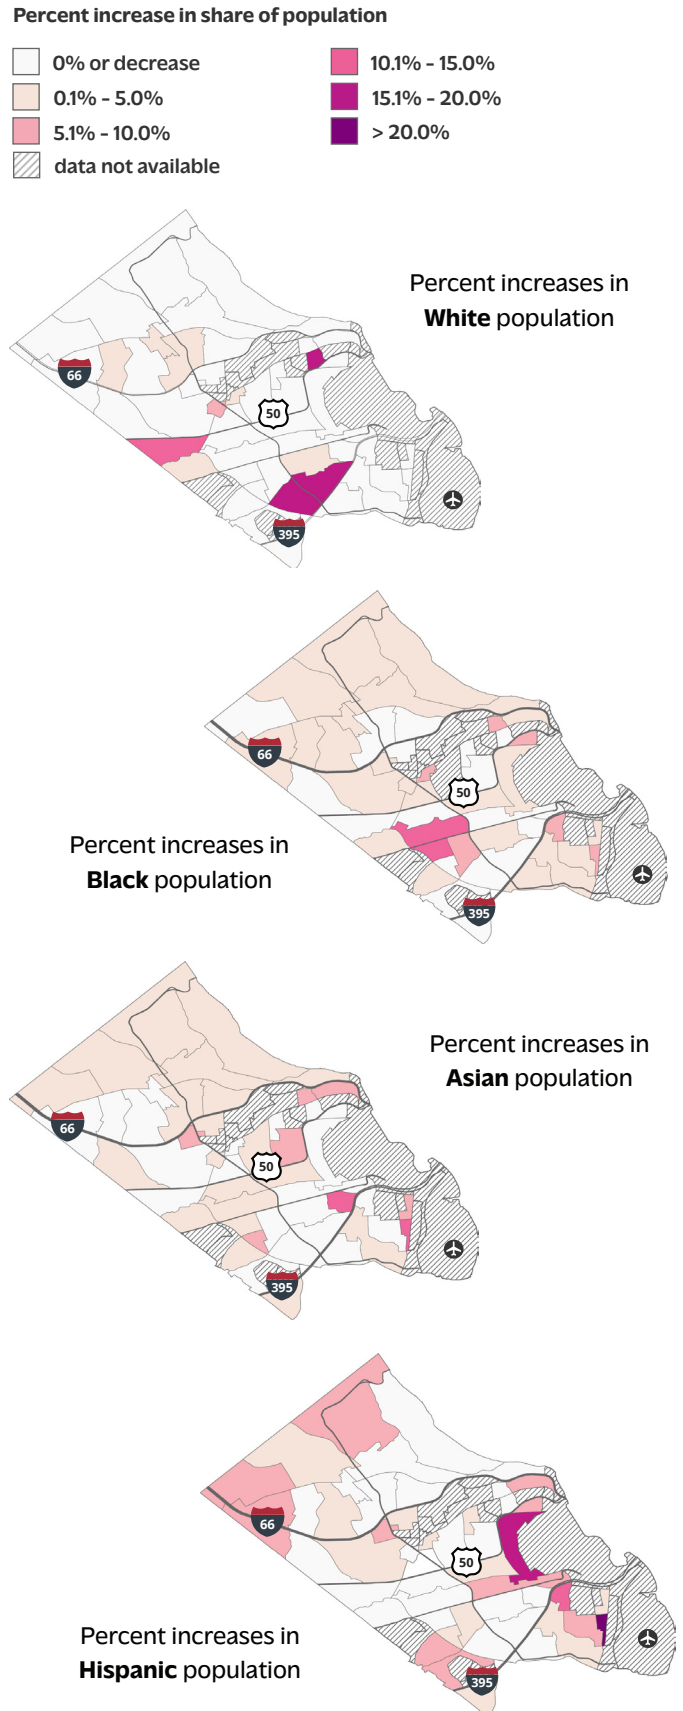 Percent increase in share of population
0% or decrease
0.1% - 5.0%
5.1% - 10.0%
data not available
10.1% - 15.0%
15.1% - 20.0%
> 20.0%
Percent increases in
White population
66
50
395
Percent increases in
Black population
66
50
395
Percent increases in
Asian population
66
50
395
Percent increases in
Hispanic population
66
50
395